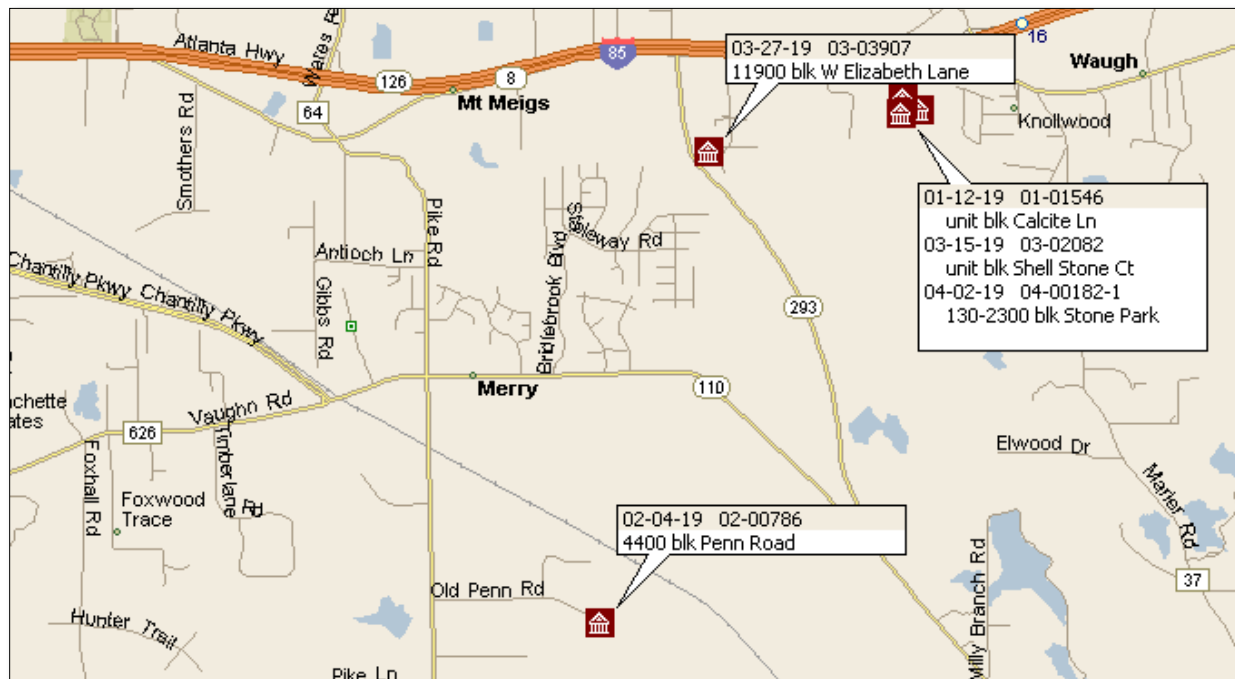 Atlanta Hwy
Wates Rd
85
16
126
8
64
Mt Meigs
Waugh
Knollwood
03-27-19 03-03907
11900 blk W Elizabeth Lane
01-12-19 01-01546
unit blk Calcite Ln
03-15-19 03-02082
unit blk Shell Stone Ct
04-02-19 04-00182-1
130-2300 blk Stone Park
Smothers Rd
Pike Rd
Antioch Ln
Gibbs Rd
Bridlebrook Blvd
Rd
Chantilly Pkwy Chantilly Pkwy
293
Merry
110
Vaughn Rd
626
Timberlane Rd
Foxhall Rd
Foxwood
Trace
Elwood Dr
Marler Rd
37
02-04-19 02-00786
4400 blk Penn Road
Old Penn Rd
Hunter Trail
Pike Ln
Milly Branch Rd